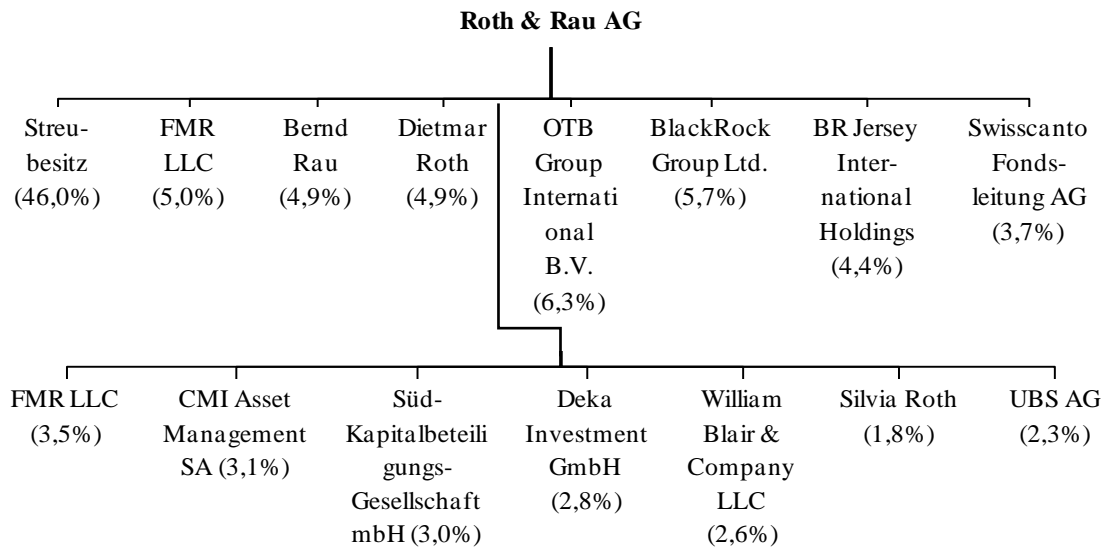 Roth & Rau AG
Streu-
besitz
(46,0%)
FMR
LLC
(5,0%)
Bernd
Rau
(4,9%)
Dietmar
Roth
(4,9%)
OTB
Group
Internati
onal
B.V.
(6,3%)
BlackRock
Group Ltd.
(5,7%)
BR Jersey
Inter-
national
Holdings
(4,4%)
Swisscanto
Fonds-
leitung AG
(3,7%)
FMR LLC
(3,5%)
CMI Asset
Management
SA (3,1%)
Süd-
Kapitalbeteili
gungs-
Gesellschaft
mbH (3,0%)
Deka
Investment
GmbH
(2,8%)
William
Blair &
Company
LLC
(2,6%)
Silvia Roth
(1,8%)
UBS AG
(2,3%)